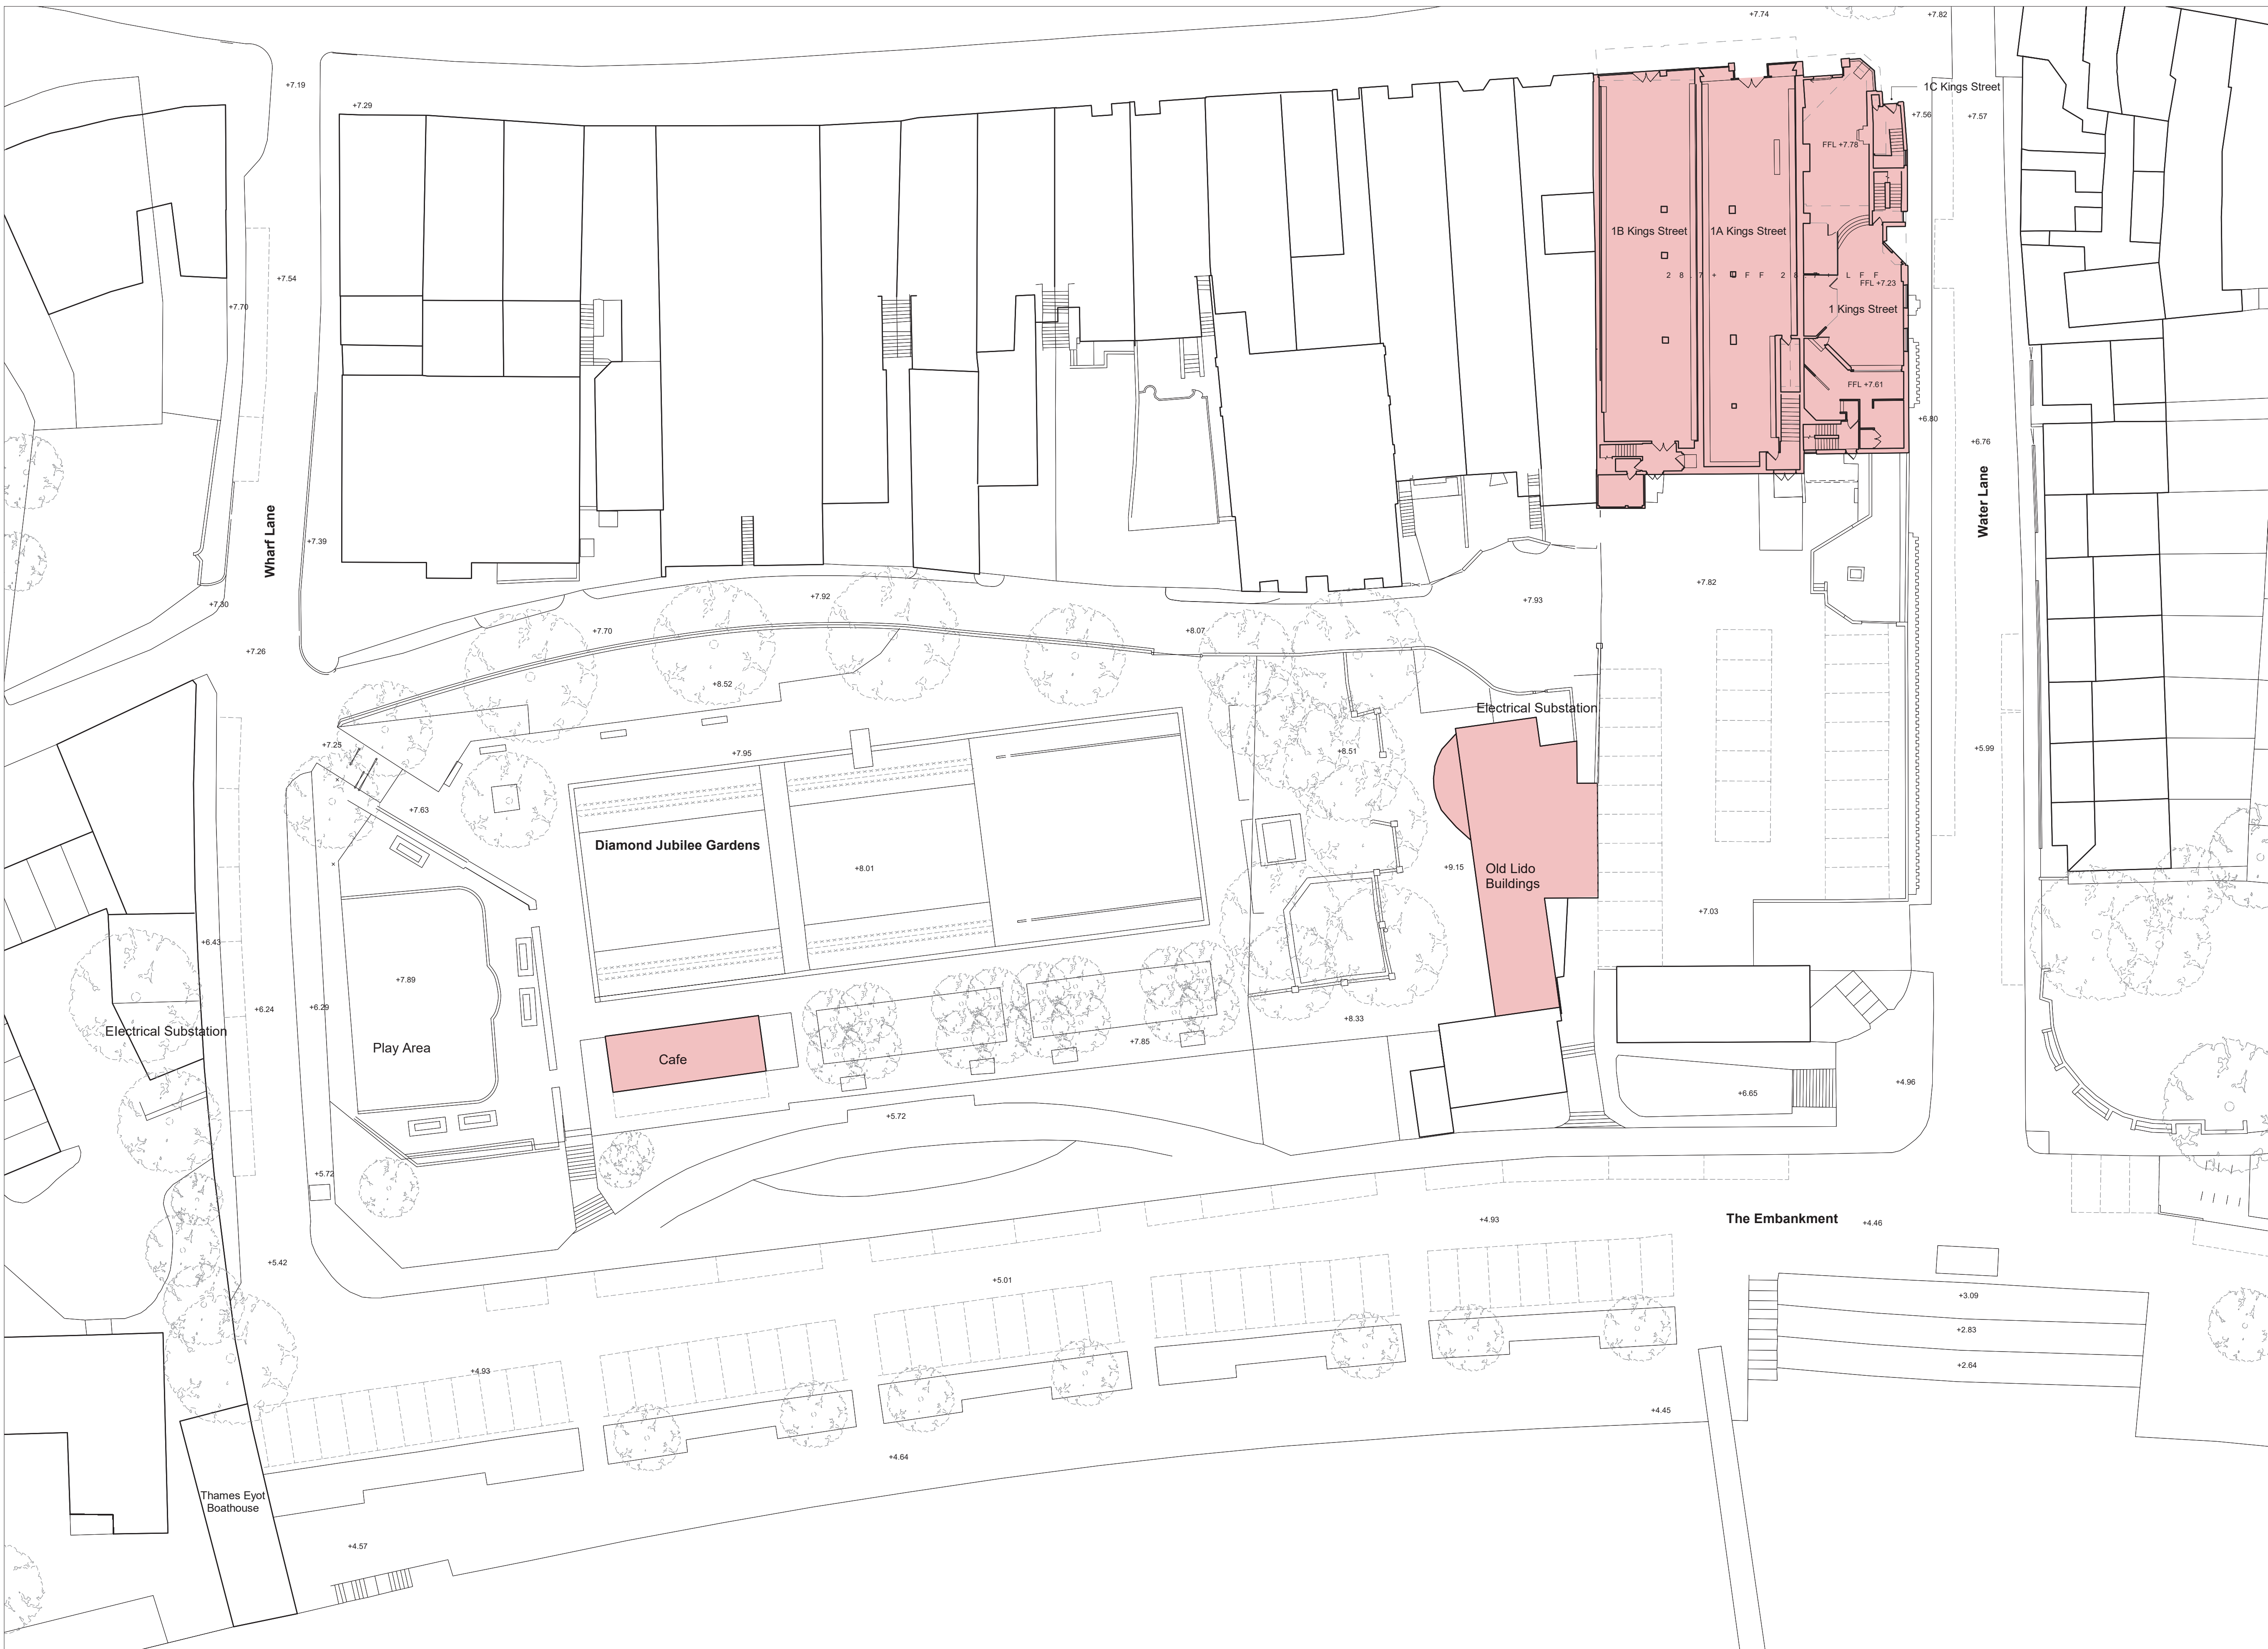 +7.74
+7.82
+7.19
1C Kings Street
+7.29
+7.56
+7.57
FFL +7.78
1B Kings Street
1A Kings Street
+7.54
FFL +7.23
+7.70
1 Kings Street
FFL +7.61
+6.80
+6.76
Wharf Lane
Water Lane
+7.39
+7.82
+7.92
+7.93
+7.30
+7.70
+8.07
+7.26
+8.52
Electrical Substation
+7.25
+7.95
+8.51
+5.99
+7.63
Diamond Jubilee Gardens
+8.01
+9.15
Old Lido
Buildings
+7.03
+6.43
+7.89
+6.24
+6.29
+8.33
Electrical Substation
Play Area
Cafe
+7.85
+4.96
+6.65
+5.72
+5.72
The Embankment
+4.93
+4.46
+5.42
+5.01
+3.09
+2.83
+2.64
+4.93
+4.45
+4.64
Thames Eyot
Boathouse
+4.57